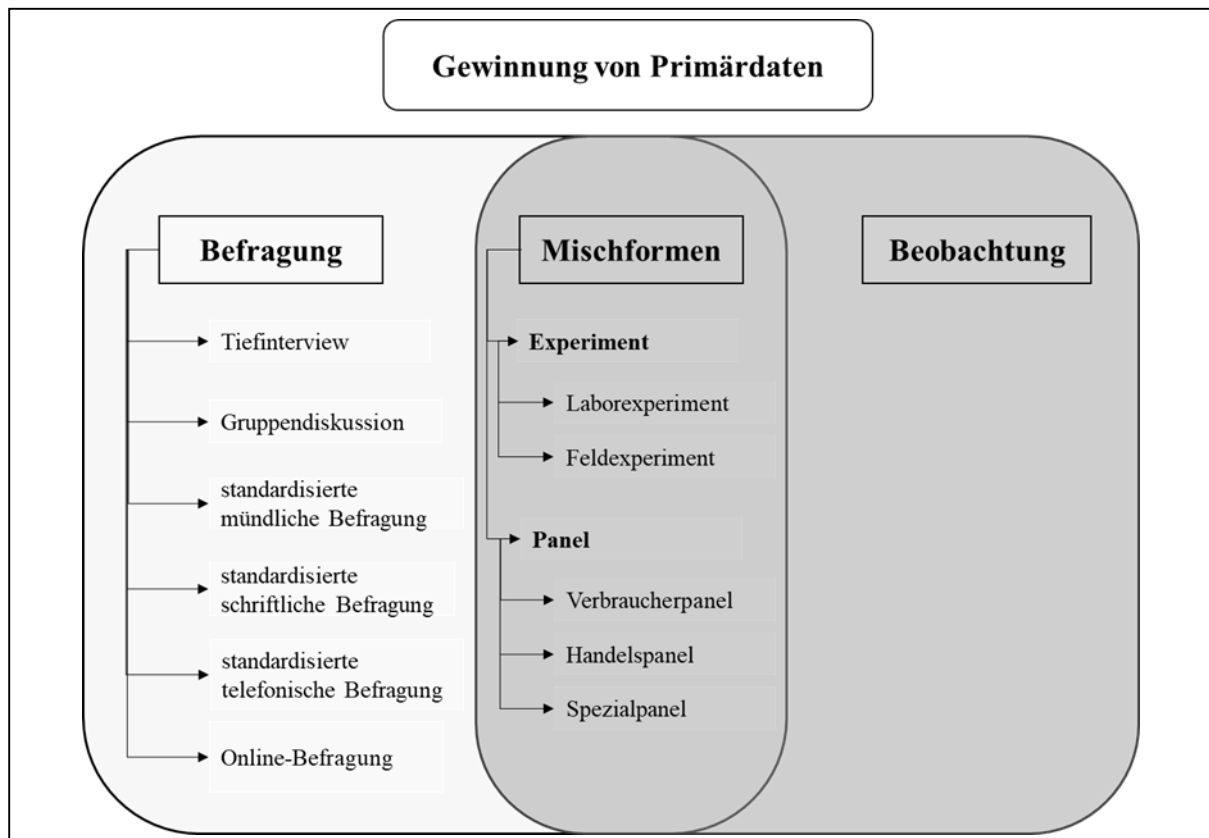 Gewinnung von Primärdaten
Befragung
Tiefinterview
Gruppendiskussion
standardisierte
mündliche Befragung
standardisierte
schriftliche Befragung
standardisierte
telefonische Befragung
Online-Befragung
Mischformen
Experiment
Laborexperiment
Feldexperiment
Panel
Verbraucherpanel
Handelspanel
Spezialpanel
Beobachtung